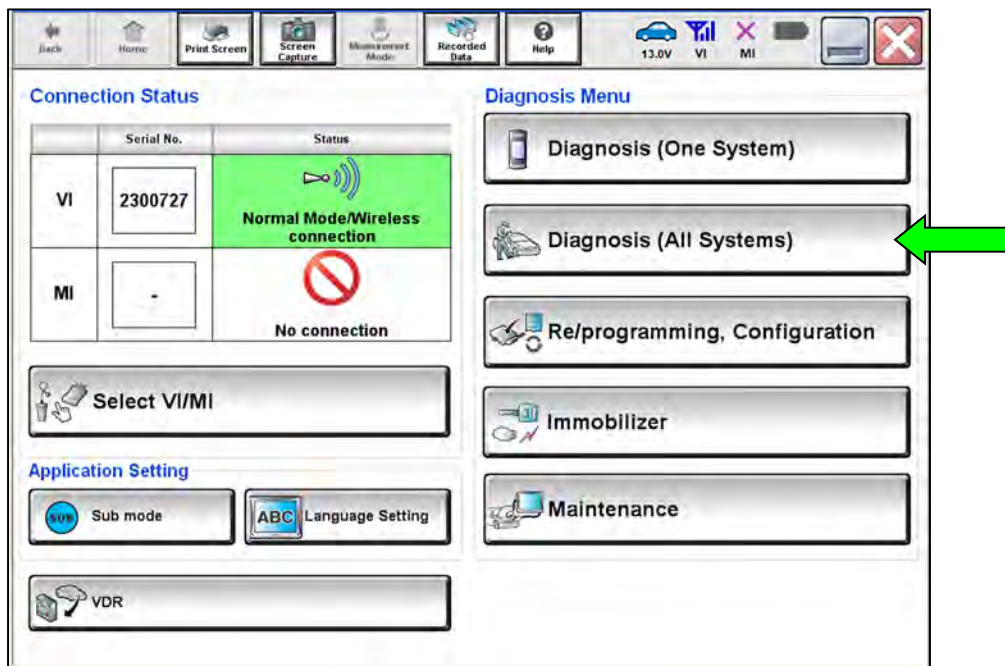 Back
Home
Print Screen
Screen
Capture
Measurement
Mode
Recorded
Data
Help
13.0V
VI
MI
Connection Status
Serial No.
Status
VI
2300727
Normal Mode/Wireless
connection
MI
-
No connection
Select VI/MI
Application Setting
SUB
Sub mode
ABC
Language Setting
VDR
Diagnosis Menu
Diagnosis (One System)
Diagnosis (All Systems)
Re/programming, Configuration
Immobilizer
Maintenance